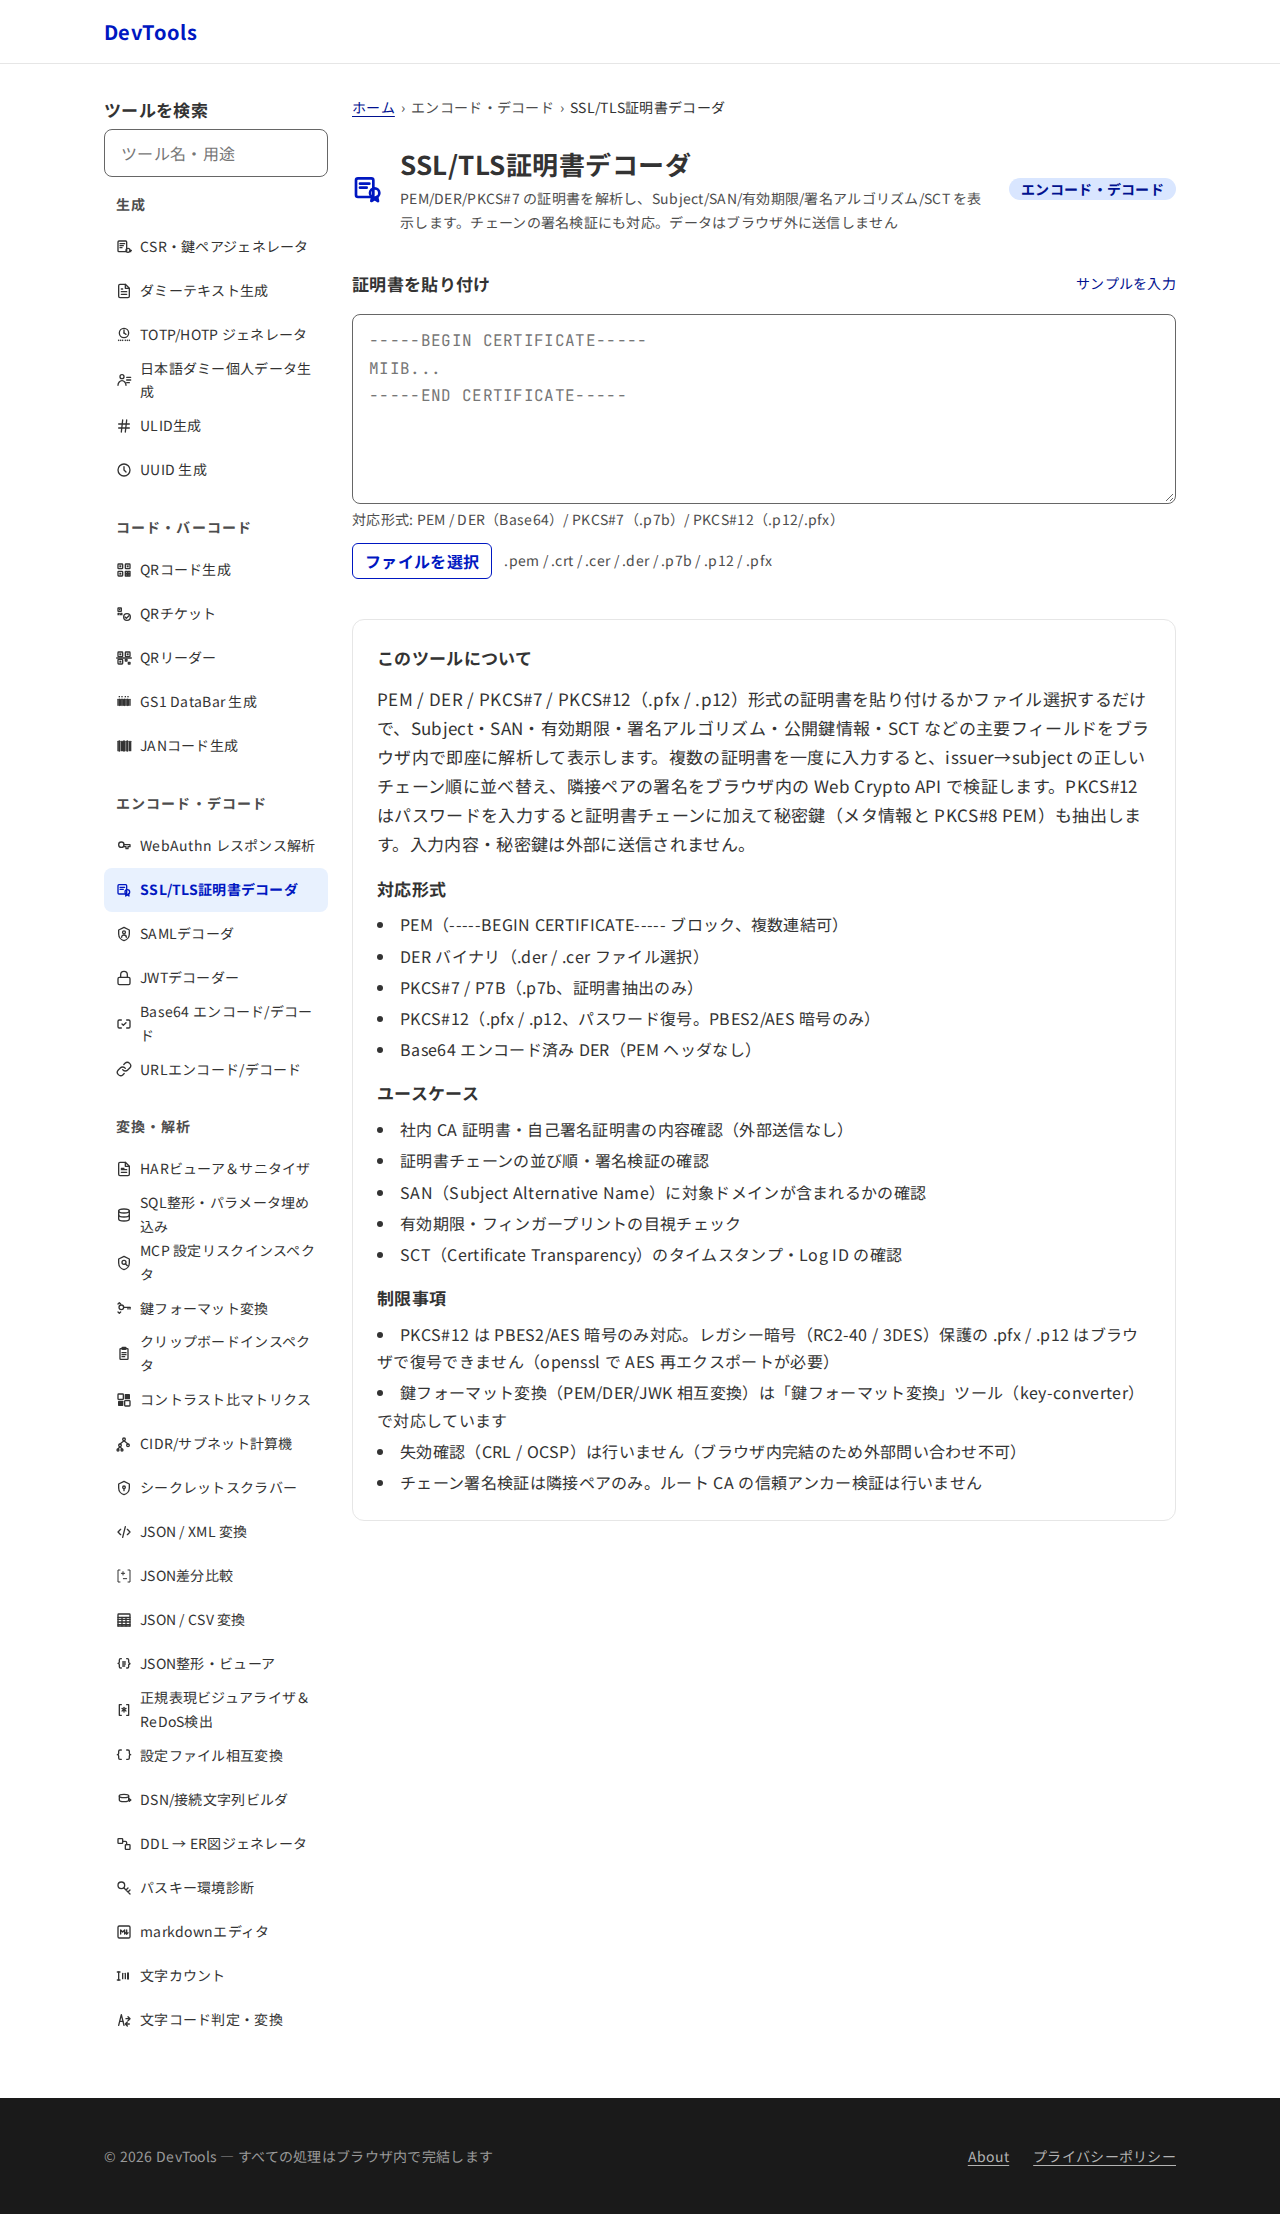 DevTools
ツールを検索
ツール名・用途
生成
CSR・鍵ペアジェネレータ
ダミーテキスト生成
TOTP/HOTP ジェネレータ
日本語ダミー個人データ生
成
ULID生成
UUID 生成
コード・バーコード
QRコード生成
QRチケット
QRリーダー
GS1 DataBar 生成
JANコード生成
エンコード・デコード
WebAuthn レスポンス解析
SSL/TLS証明書デコーダ
SAMLデコーダ
JWTデコーダー
Base64 エンコード/デコー
ド
URLエンコード/デコード
変換・解析
HARビューア＆サニタイザ
SQL整形・パラメータ埋め
込み
MCP 設定リスクインスペク
タ
鍵フォーマット変換
クリップボードインスペク
タ
コントラスト比マトリクス
CIDR/サブネット計算機
シークレットスクラバー
JSON / XML 変換
JSON差分比較
JSON / CSV 変換
JSON整形・ビューア
正規表現ビジュアライザ＆
ReDoS検出
設定ファイル相互変換
DSN/接続文字列ビルダ
DDL → ER図ジェネレータ
パスキー環境診断
markdownエディタ
文字カウント
文字コード判定・変換
ホーム › エンコード・デコード › SSL/TLS証明書デコーダ
SSL/TLS証明書デコーダ
PEM/DER/PKCS#7 の証明書を解析し、Subject/SAN/有効期限/署名アルゴリズム/SCT を表
示します。チェーンの署名検証にも対応。データはブラウザ外に送信しません
エンコード・デコード
証明書を貼り付け
サンプルを入力
-----BEGIN CERTIFICATE-----
MIIB...
-----END CERTIFICATE-----
対応形式: PEM / DER（Base64）/ PKCS#7（.p7b）/ PKCS#12（.p12/.pfx）
ファイルを選択
.pem / .crt / .cer / .der / .p7b / .p12 / .pfx
このツールについて
PEM / DER / PKCS#7 / PKCS#12（.pfx / .p12）形式の証明書を貼り付けるかファイル選択するだけ
で、Subject・SAN・有効期限・署名アルゴリズム・公開鍵情報・SCT などの主要フィールドをブラ
ウザ内で即座に解析して表示します。複数の証明書を一度に入力すると、issuer→subject の正しい
チェーン順に並べ替え、隣接ペアの署名をブラウザ内の Web Crypto API で検証します。PKCS#12
はパスワードを入力すると証明書チェーンに加えて秘密鍵（メタ情報と PKCS#8 PEM）も抽出しま
す。入力内容・秘密鍵は外部に送信されません。
対応形式
• PEM（-----BEGIN CERTIFICATE----- ブロック、複数連結可）
• DER バイナリ（.der / .cer ファイル選択）
• PKCS#7 / P7B（.p7b、証明書抽出のみ）
• PKCS#12（.pfx / .p12、パスワード復号。PBES2/AES 暗号のみ）
• Base64 エンコード済み DER（PEM ヘッダなし）
ユースケース
• 社内 CA 証明書・自己署名証明書の内容確認（外部送信なし）
• 証明書チェーンの並び順・署名検証の確認
• SAN（Subject Alternative Name）に対象ドメインが含まれるかの確認
• 有効期限・フィンガープリントの目視チェック
• SCT（Certificate Transparency）のタイムスタンプ・Log ID の確認
制限事項
• PKCS#12 は PBES2/AES 暗号のみ対応。レガシー暗号（RC2-40 / 3DES）保護の .pfx / .p12 はブラウ
ザで復号できません（openssl で AES 再エクスポートが必要）
• 鍵フォーマット変換（PEM/DER/JWK 相互変換）は「鍵フォーマット変換」ツール（key-converter）
で対応しています
• 失効確認（CRL / OCSP）は行いません（ブラウザ内完結のため外部問い合わせ不可）
• チェーン署名検証は隣接ペアのみ。ルート CA の信頼アンカー検証は行いません
© 2026 DevTools — すべての処理はブラウザ内で完結します
About
プライバシーポリシー